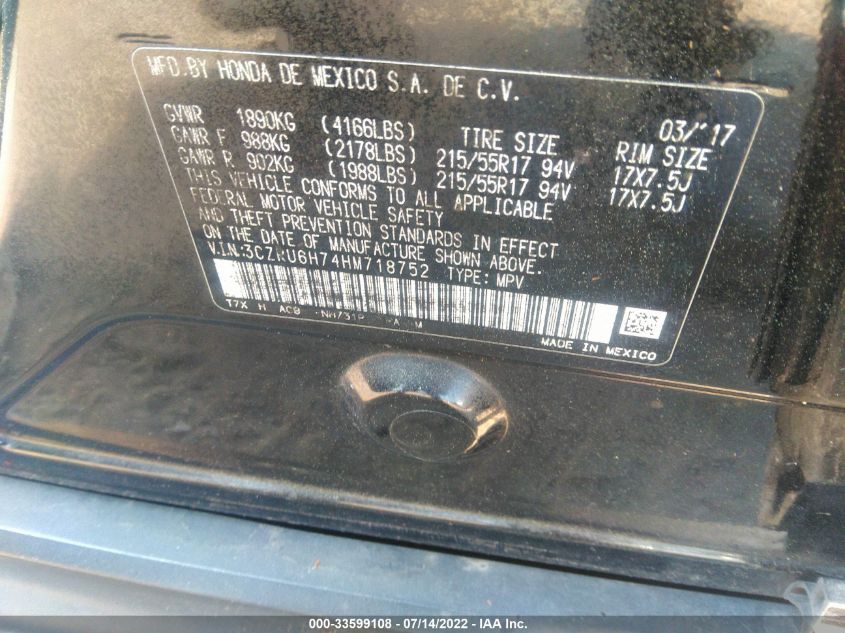 MFD.BY HONDA DE MEXICO S.A. DE C.V.
03/'17
GVWR 1890KG (4166LBS) TIRE SIZE RIM SIZE
GAWR F 988KG (2178LBS) 215/55R17 94V 17X7.5J
GAWR R. 902KG (1988LBS) 215/55R17 94V 17X7.5J
THIS VEHICLE CONFORMS TO ALL APPLICABLE
FEDERAL MOTOR VEHICLE SAFETY
AND THEFT PREVENTION STANDARDS IN EFFECT
ON THE DATE OF MANUFACTURE SHOWN ABOVE.
V.I.N.:3CZRU6H74HM718752 TYPE: MPV
T7X H AC9 NH731P A M
MADE IN MEXICO
000-33599108 - 07/14/2022 - IAA Inc.